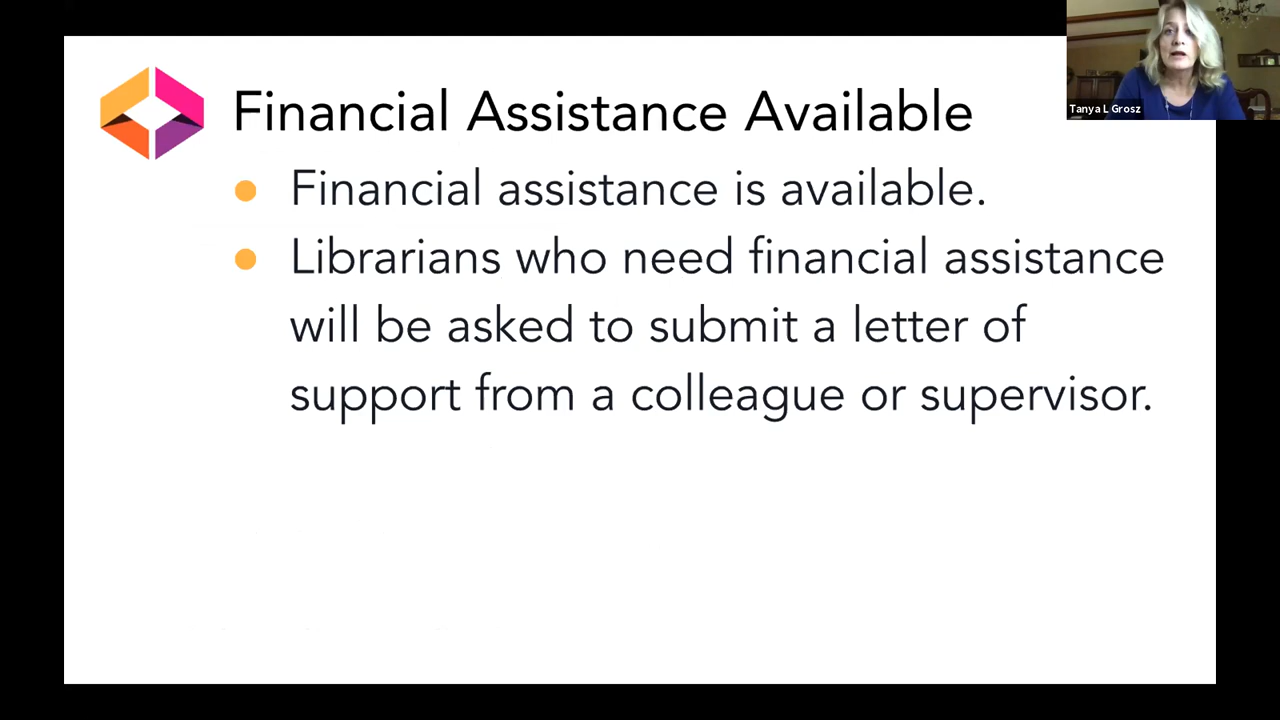 Financial Assistance Available
Tanya L Grosz
Financial assistance is available.
Librarians who need financial assistance
will be asked to submit a letter of
support from a colleague or supervisor.